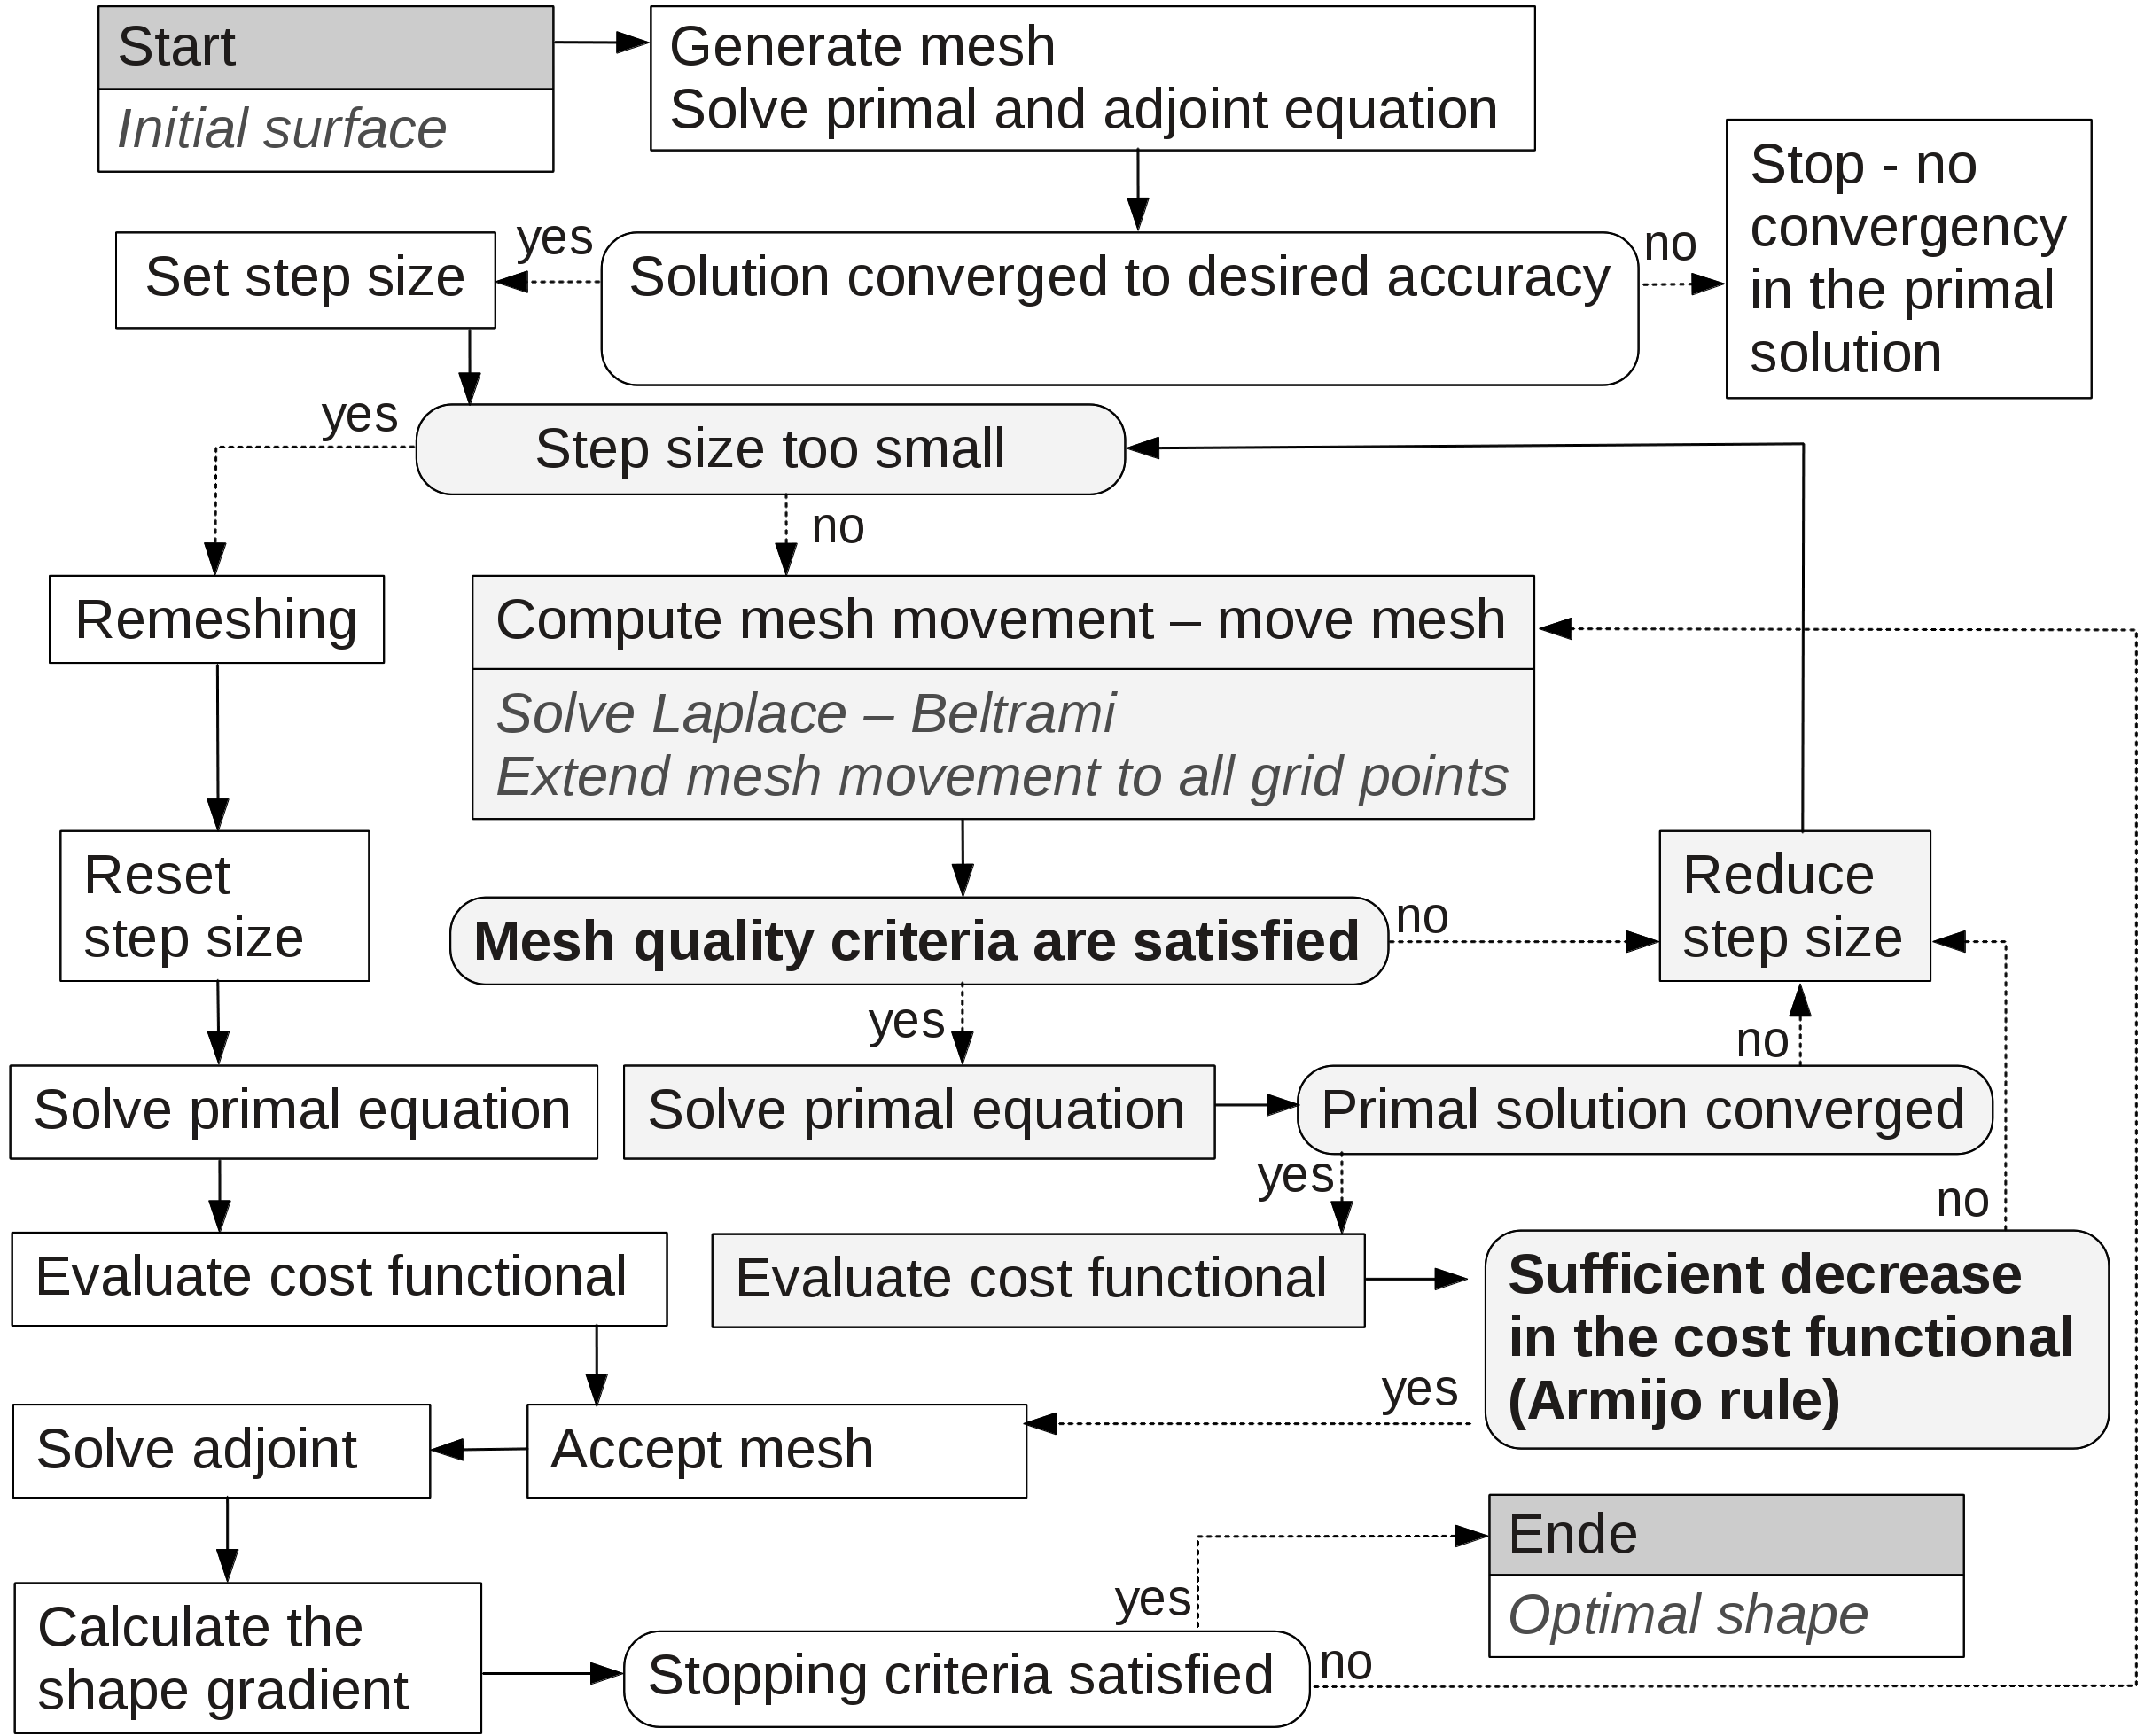 Start
Initial surface
Generate mesh
Solve primal and adjoint equation
Stop - no
convergency
in the primal
solution
Set step size
yes
Solution converged to desired accuracy
no
yes
Step size too small
no
Remeshing
Compute mesh movement – move mesh
Solve Laplace – Beltrami
Extend mesh movement to all grid points
Reset
step size
Mesh quality criteria are satisfied
no
Reduce
step size
yes
no
Solve primal equation
Solve primal equation
Primal solution converged
yes
no
Evaluate cost functional
Evaluate cost functional
Sufficient decrease
in the cost functional
(Armijo rule)
yes
Solve adjoint
Accept mesh
Ende
Optimal shape
Calculate the
shape gradient
yes
Stopping criteria satisfied
no